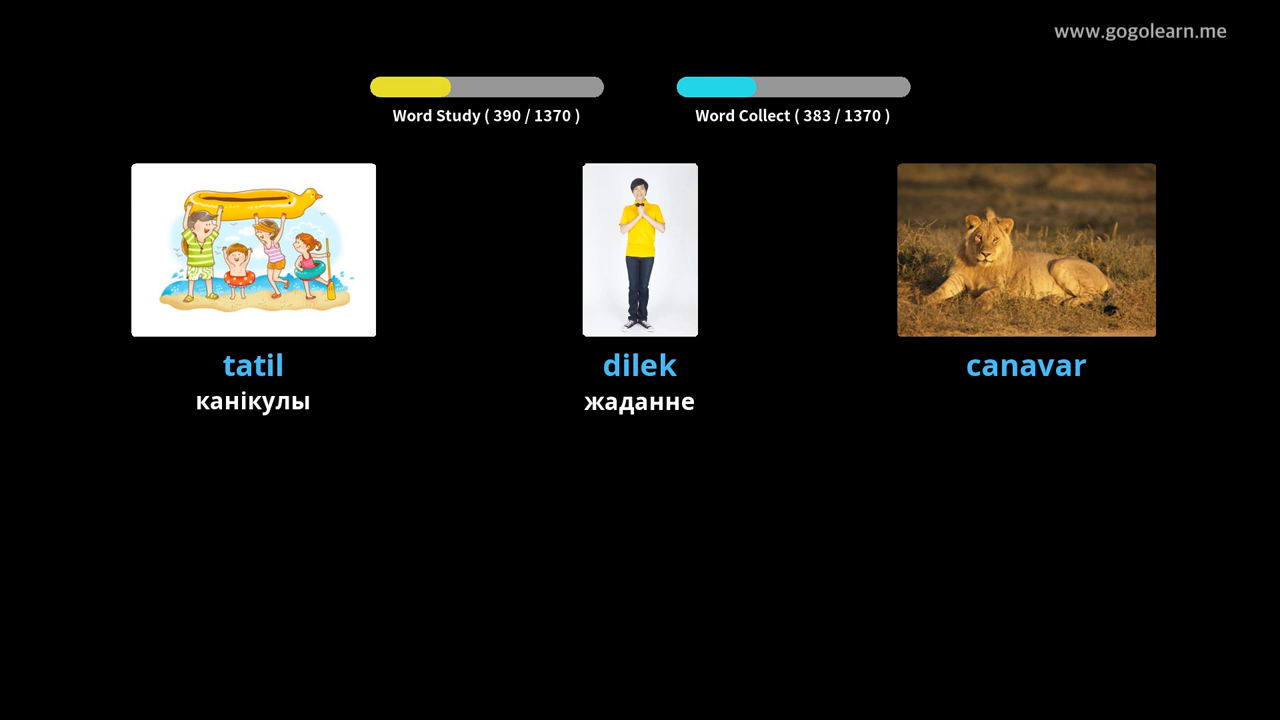 www.gogolearn.me
Word Study ( 390 / 1370 )
Word Collect ( 383 / 1370 )
tatil
канікулы
dilek
жаданне
canavar